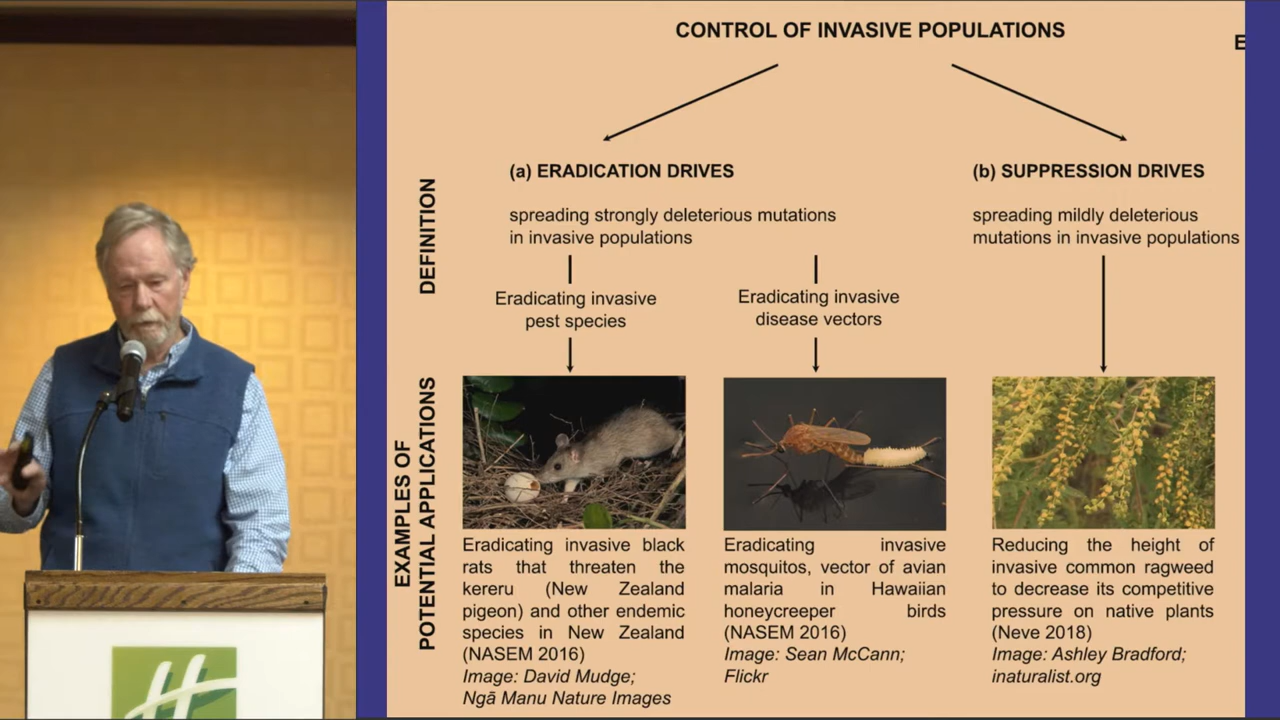 CONTROL OF INVASIVE POPULATIONS
E
(a) ERADICATION DRIVES
spreading strongly deleterious mutations
in invasive populations
(b) SUPPRESSION DRIVES
spreading mildly deleterious
mutations in invasive populations
DEFINITION
Eradicating invasive
pest species
Eradicating invasive
disease vectors
EXAMPLES OF
POTENTIAL APPLICATIONS
Eradicating invasive black
rats that threaten the
kereru (New Zealand
pigeon) and other endemic
species in New Zealand
(NASEM 2016)
Image: David Mudge;
Ngā Manu Nature Images
Eradicating invasive
mosquitos, vector of avian
malaria in Hawaiian
honeycreeper birds
(NASEM 2016)
Image: Sean McCann;
Flickr
Reducing the height of
invasive common ragweed
to decrease its competitive
pressure on native plants
(Neve 2018)
Image: Ashley Bradford;
inaturalist.org
H